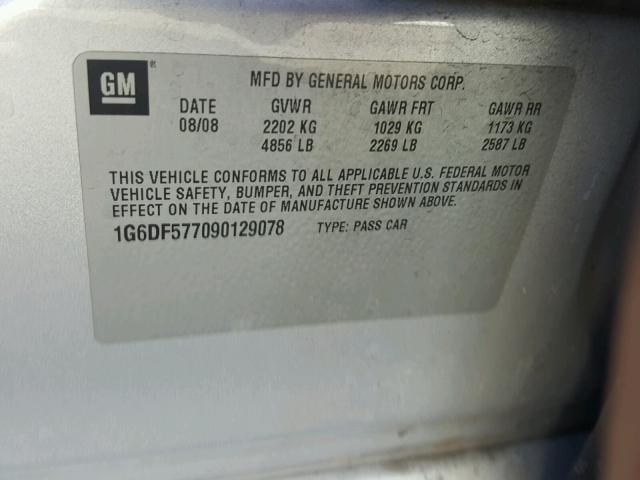 GM ®
MFD BY GENERAL MOTORS CORP.
DATE GVWR GAWR FRT GAWR RR
08/08 2202 KG 1029 KG 1173 KG
4856 LB 2269 LB 2587 LB
THIS VEHICLE CONFORMS TO ALL APPLICABLE U.S. FEDERAL MOTOR
VEHICLE SAFETY, BUMPER, AND THEFT PREVENTION STANDARDS IN
EFFECT ON THE DATE OF MANUFACTURE SHOWN ABOVE.
1G6DF577090129078 TYPE: PASS CAR